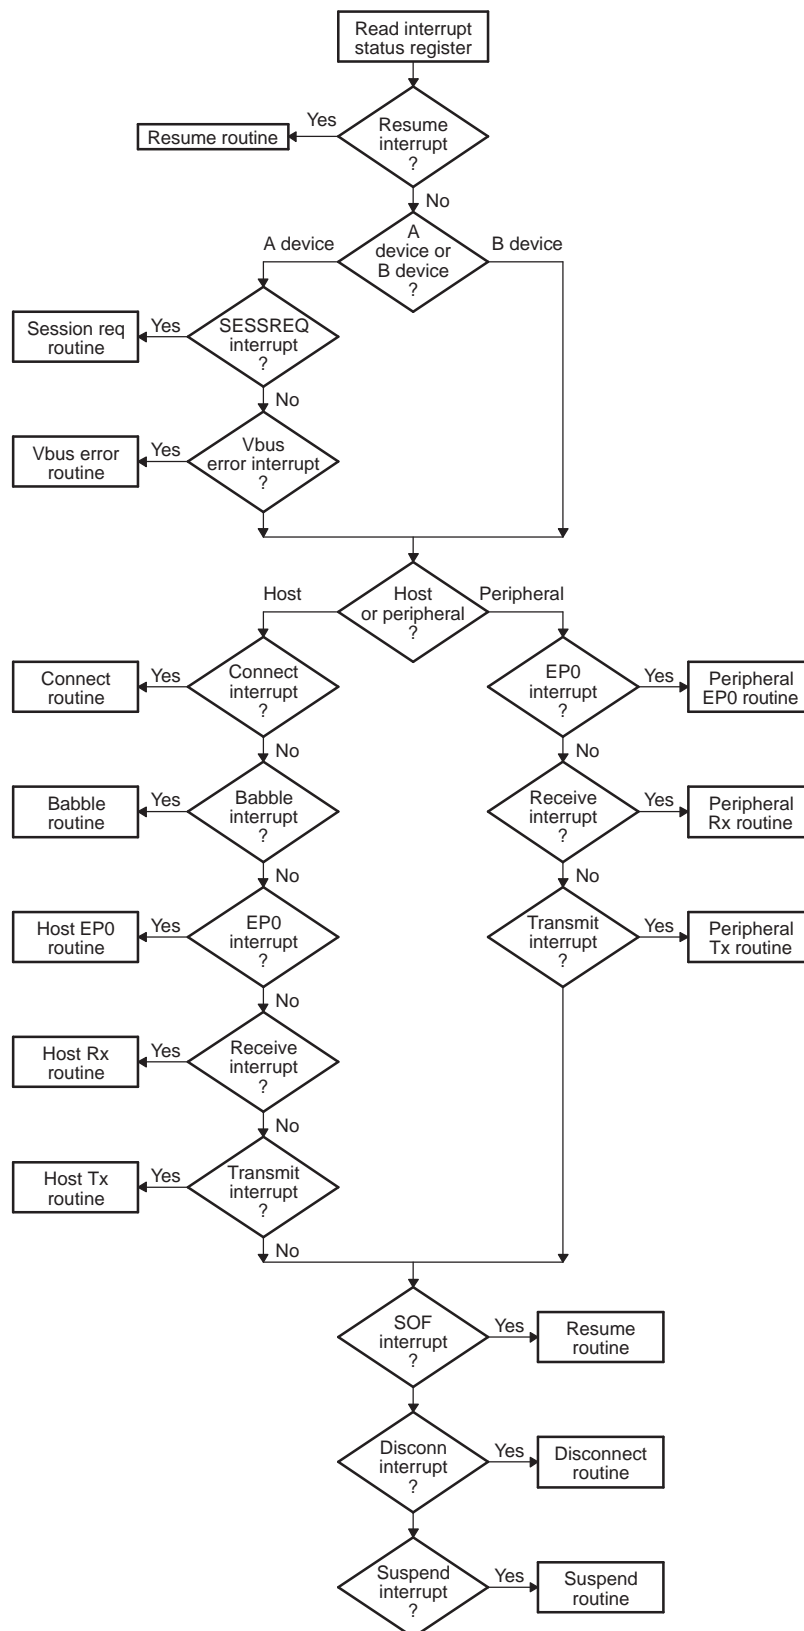 Read interrupt
status register
Resume
interrupt
?
Yes
Resume routine
No
A
device or
B device
?
A device
B device
SESSREQ
interrupt
?
Yes
Session req
routine
No
Vbus
error interrupt
?
Yes
Vbus error
routine
Host
or peripheral
?
Host
Peripheral
Connect
interrupt
?
Yes
Connect
routine
No
EP0
interrupt
?
Yes
Peripheral
EP0 routine
No
Babble
interrupt
?
Yes
Babble
routine
No
Receive
interrupt
?
Yes
Peripheral
Rx routine
No
EP0
interrupt
?
Yes
Host EP0
routine
No
Transmit
interrupt
?
Yes
Peripheral
Tx routine
Receive
interrupt
?
Yes
Host Rx
routine
No
Transmit
interrupt
?
Yes
Host Tx
routine
No
SOF
interrupt
?
Yes
Resume
routine
Disconn
interrupt
?
Yes
Disconnect
routine
Suspend
interrupt
?
Yes
Suspend
routine